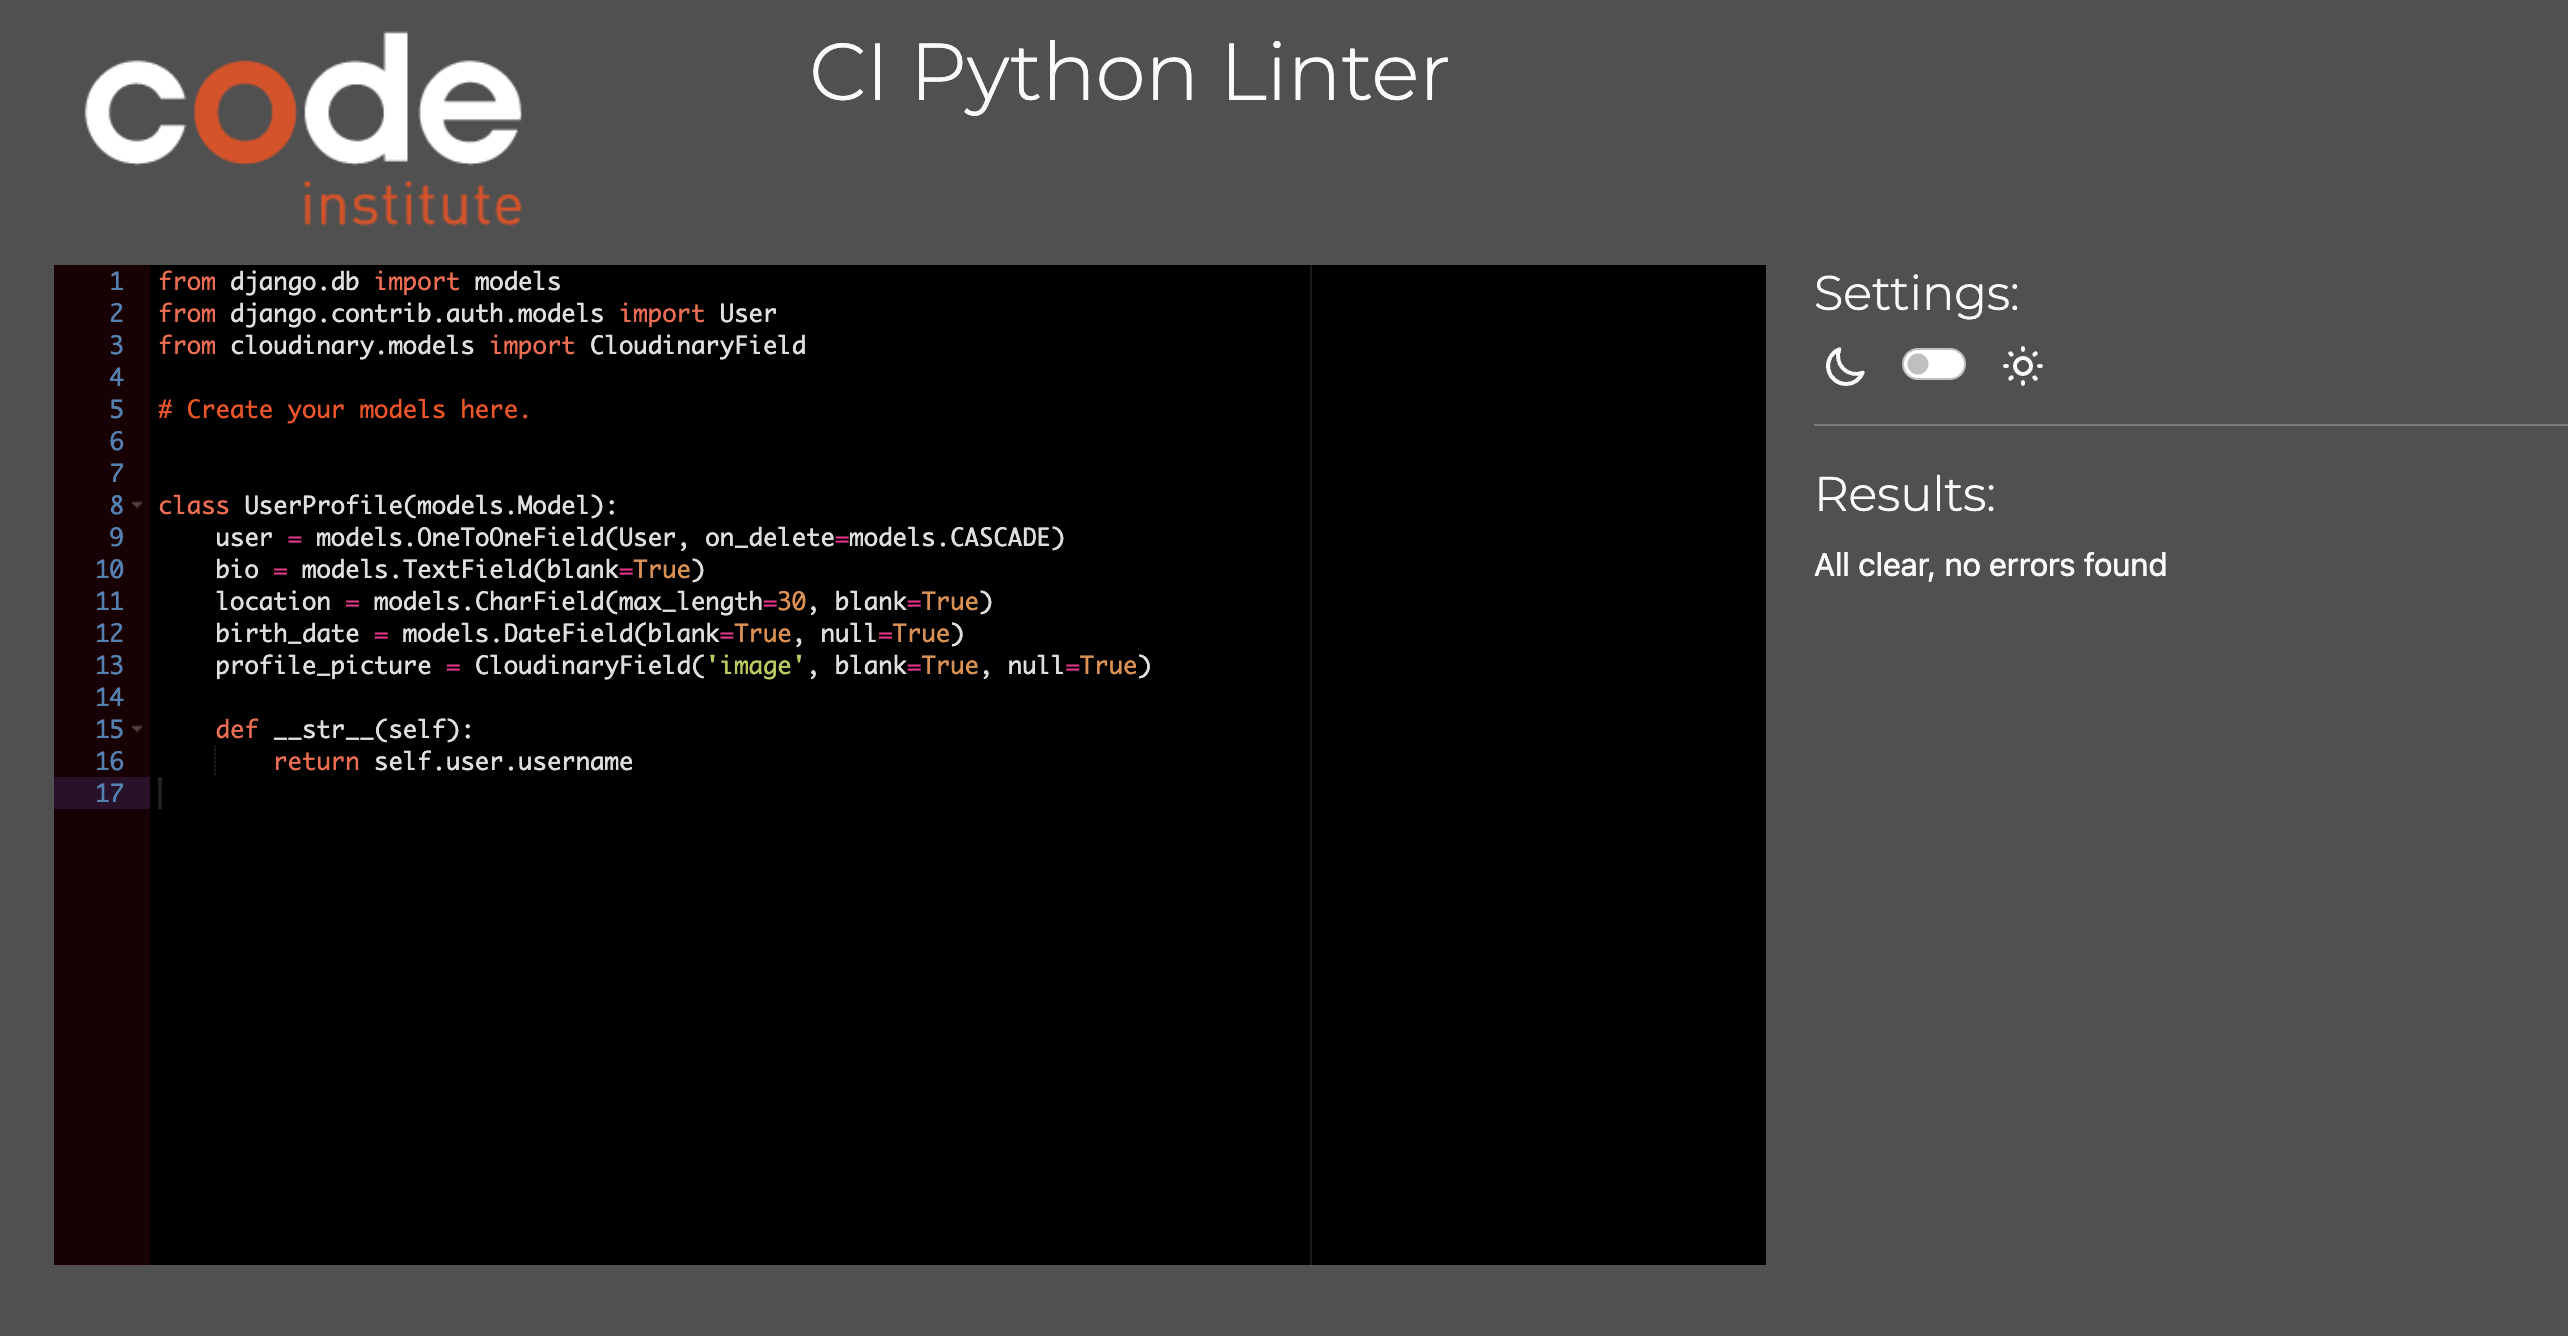 code
institute
CI Python Linter
1 from django.db import models
2 from django.contrib.auth.models import User
3 from cloudinary.models import CloudinaryField
4
5 # Create your models here.
6
7
8 class UserProfile(models.Model):
9     user = models.OneToOneField(User, on_delete=models.CASCADE)
10     bio = models.TextField(blank=True)
11     location = models.CharField(max_length=30, blank=True)
12     birth_date = models.DateField(blank=True, null=True)
13     profile_picture = CloudinaryField('image', blank=True, null=True)
14
15     def __str__(self):
16         return self.user.username
17
Settings:
Results:
All clear, no errors found